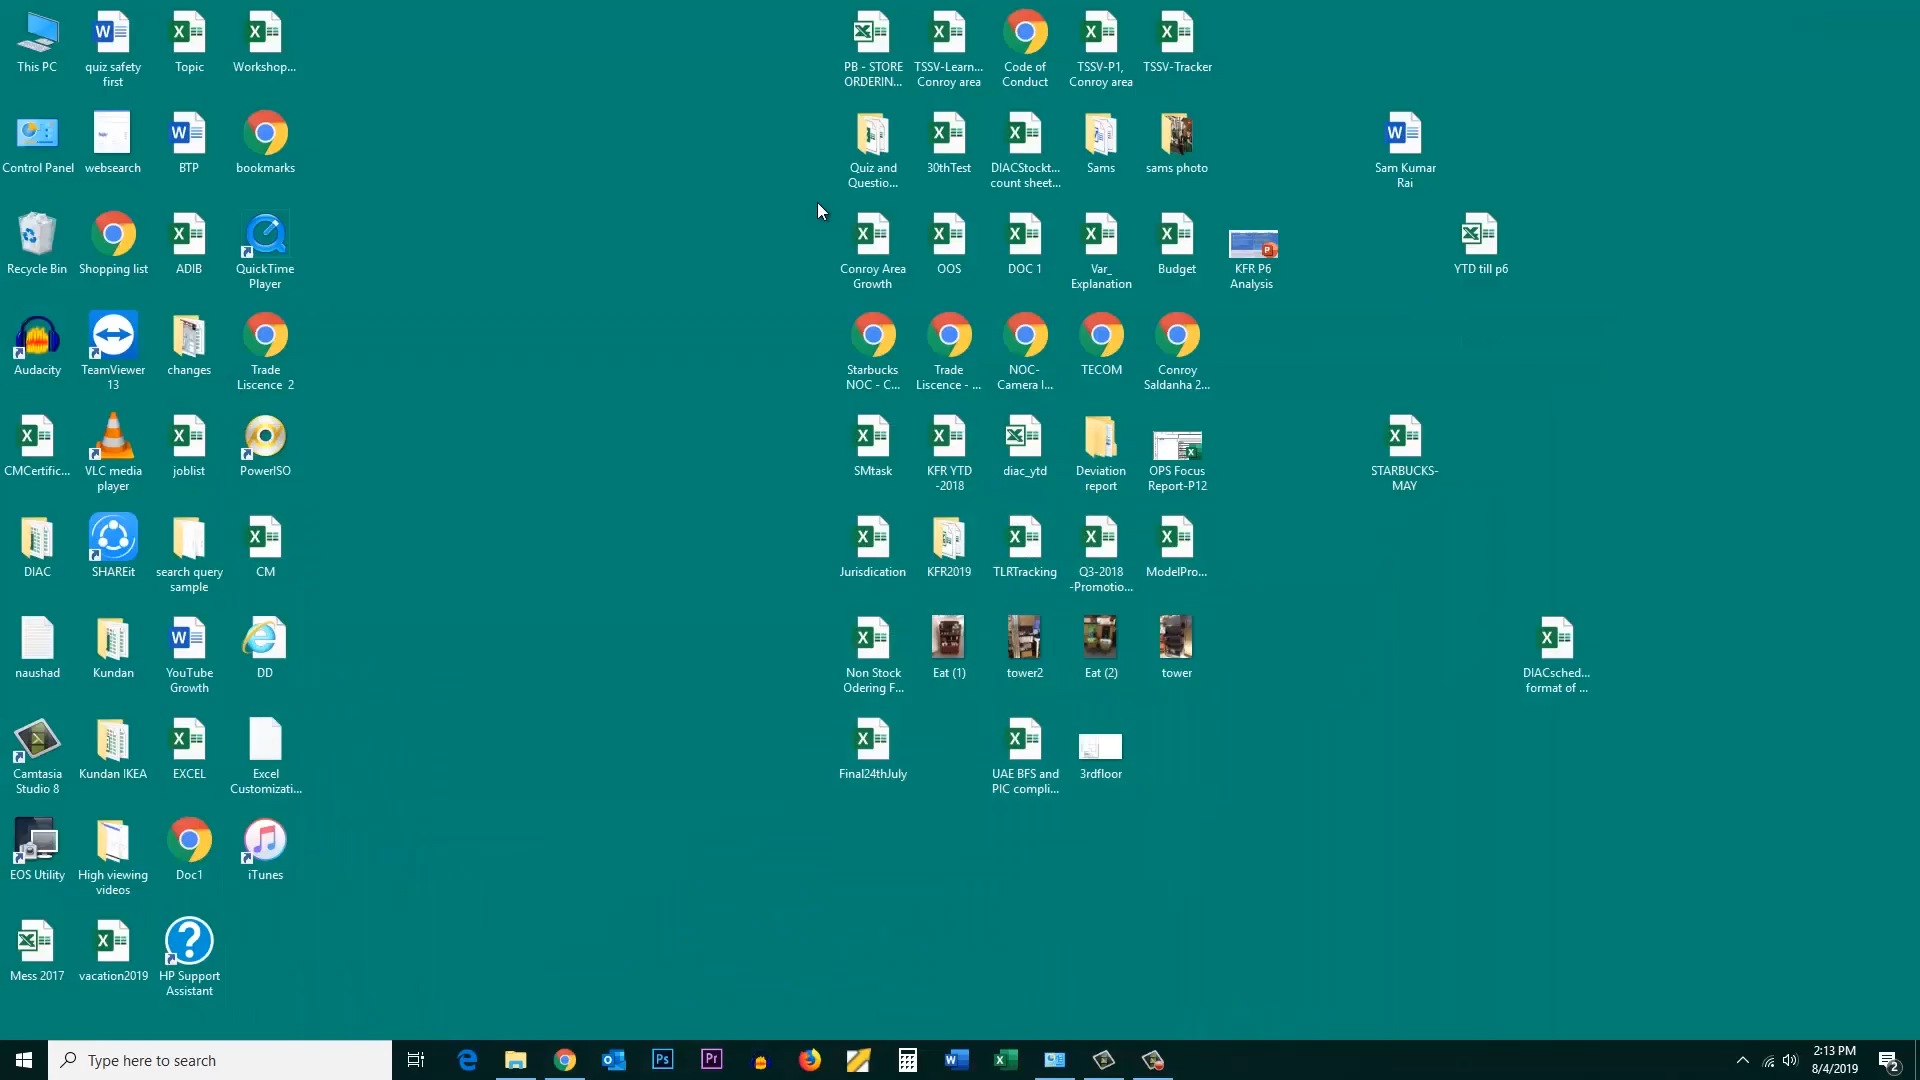 This PC
quiz safety
first
Topic
Workshop...
PB - STORE
ORDERIN...
TSSV-Learn...
Conroy area
Code of
Conduct
TSSV-P1,
Conroy area
TSSV-Tracker
Control Panel
websearch
BTP
bookmarks
Quiz and
Questio...
30thTest
DIACStockt...
count sheet...
Sams
sams photo
Sam Kumar
Rai
Recycle Bin
Shopping list
ADIB
QuickTime
Player
Conroy Area
Growth
OOS
DOC 1
Var_
Explanation
Budget
KFR P6
Analysis
YTD till p6
Audacity
TeamViewer
13
changes
Trade
Liscence 2
Starbucks
NOC - C...
Trade
Liscence - ...
NOC-
Camera l...
TECOM
Conroy
Saldanha 2...
CMCertific...
VLC media
player
joblist
PowerISO
SMtask
KFR YTD
-2018
diac_ytd
Deviation
report
OPS Focus
Report-P12
STARBUCKS-
MAY
DIAC
SHAREit
search query
sample
CM
Jurisdication
KFR2019
TLRTracking
Q3-2018
-Promotio...
ModelPro...
naushad
Kundan
YouTube
Growth
DD
Non Stock
Odering F...
Eat (1)
tower2
Eat (2)
tower
DIACsched...
format of ...
Camtasia
Studio 8
Kundan IKEA
EXCEL
Excel
Customizati...
Final24thJuly
UAE BFS and
PIC compli...
3rdfloor
EOS Utility
High viewing
videos
Doc1
iTunes
Mess 2017
vacation2019
HP Support
Assistant
Type here to search
2:13 PM
8/4/2019
2